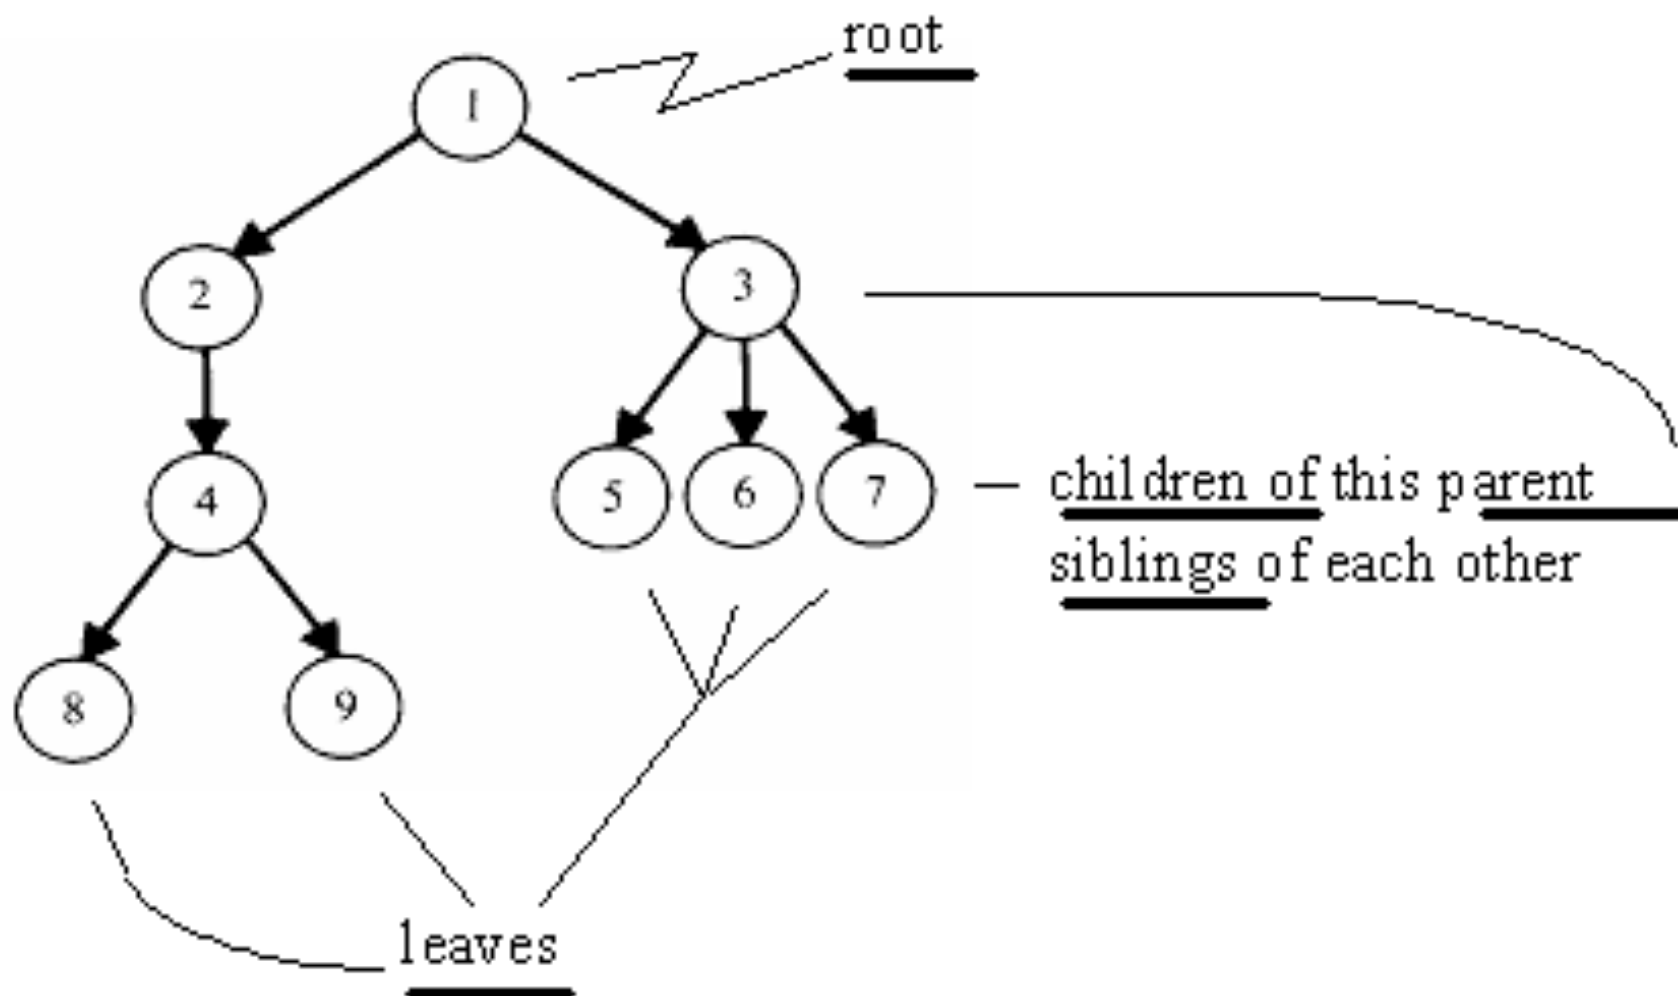 root
1
2
3
4
5
6
7
children of this parent
siblings of each other
8
9
leaves